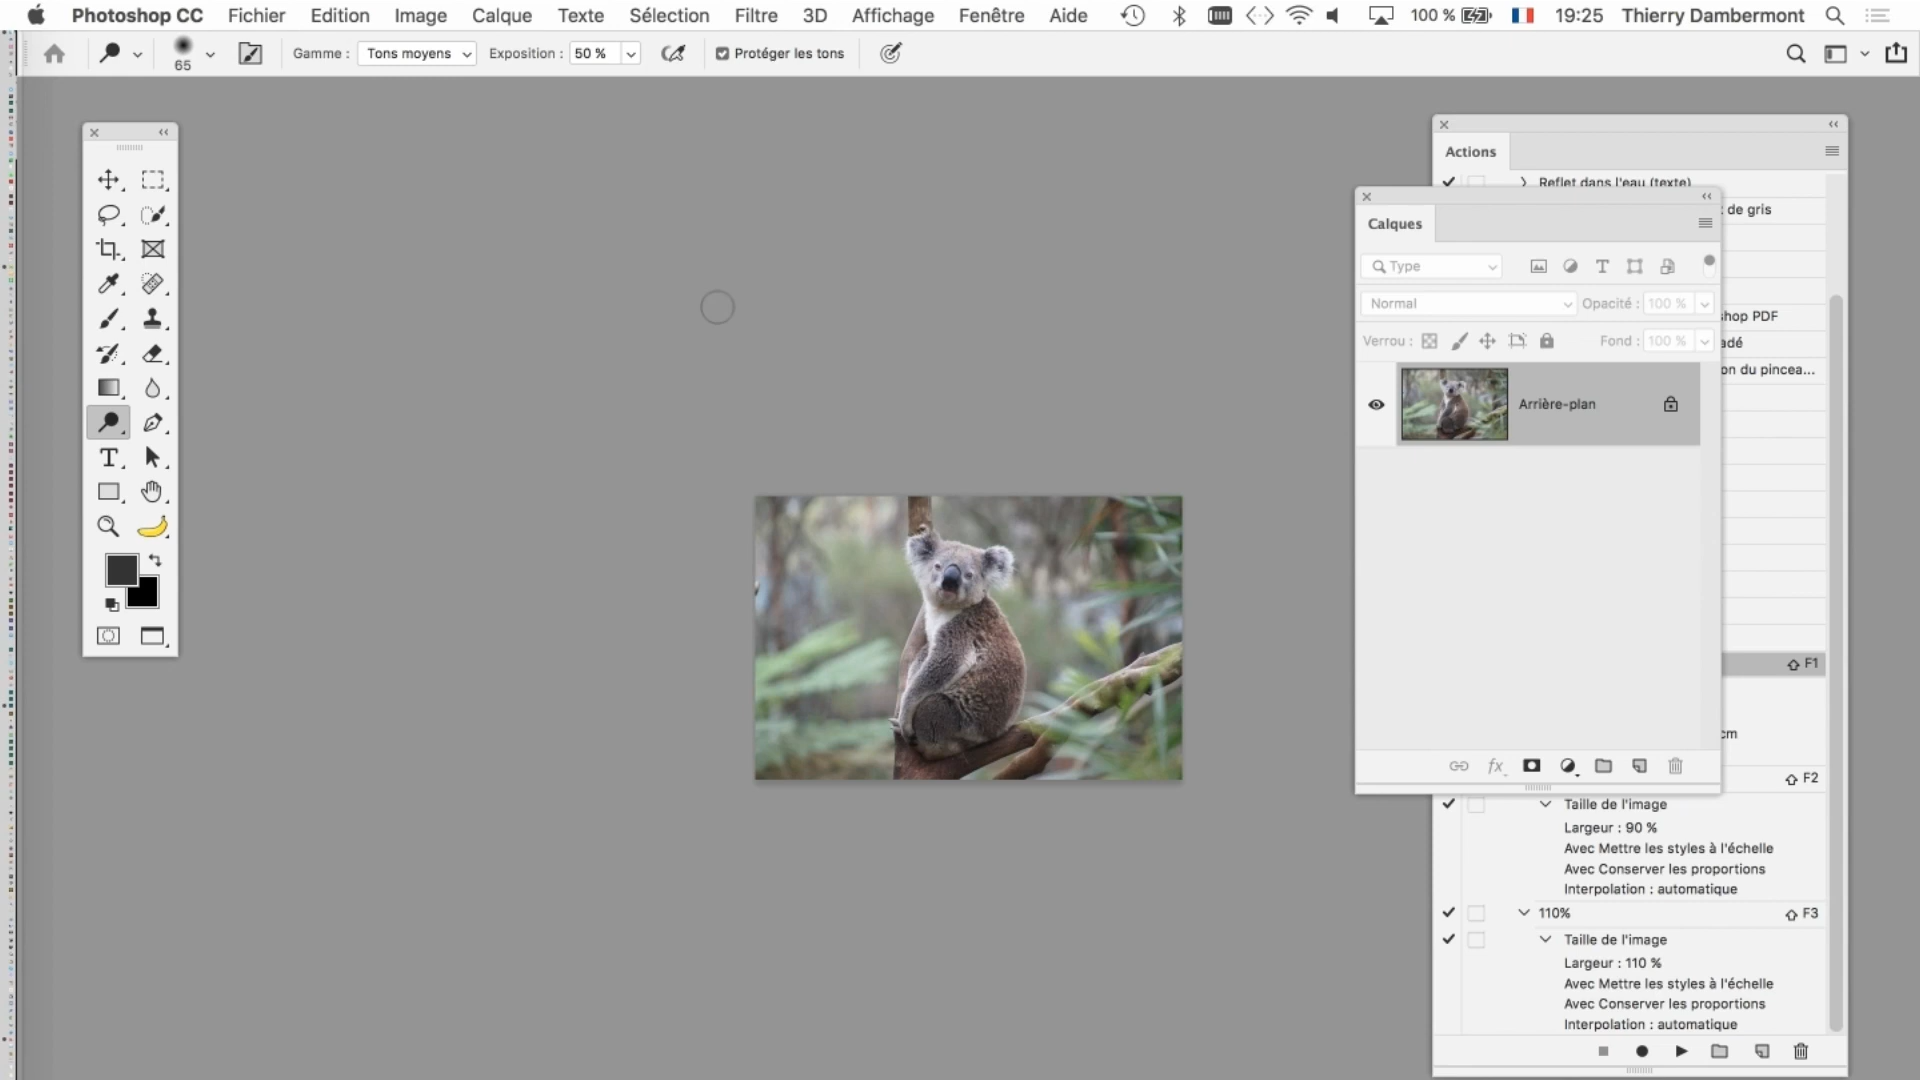 Photoshop CC Fichier Edition Image Calque Texte Sélection Filtre 3D Affichage Fenêtre Aide 100 % 19:25 Thierry Dambermont
65 Gamme : Tons moyens Exposition : 50 % Protéger les tons
Actions
Reflet dans l'eau (texte)
Calques
de gris
Type
Normal Opacité : 100 %
shop PDF
Verrou : Fond : 100 %
adé
on du pincea...
Arrière-plan
F1
cm
fx
F2
Taille de l'image
Largeur : 90 %
Avec Mettre les styles à l'échelle
Avec Conserver les proportions
Interpolation : automatique
110% F3
Taille de l'image
Largeur : 110 %
Avec Mettre les styles à l'échelle
Avec Conserver les proportions
Interpolation : automatique